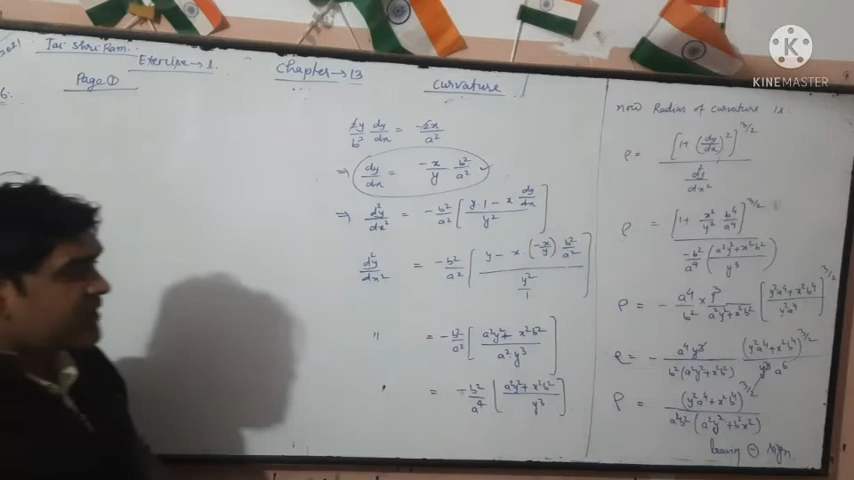 Jai shri Ram.
Exercise→1.
Chapter→13
curvature
Page ①
6.
2y/b² dy/dx = -2x/a²
⇒ dy/dx = -x/y b²/a²
⇒ d²y/dx² = -b²/a² [ (y·1 - x dy/dx) / y² ]
d²y/dx² = -b²/a² [ (y - x·(-x/y) b²/a²) / (y²/1) ]
" = -b²/a² [ (a²y² + x²b²) / (a²y³) ]
" = -b²/a⁴ [ (a²y² + x²b²) / y³ ]
now Radius of curvature is
ρ = [1+ (dy/dx)²]^3/2 / (d²y/dx²)
ρ = [1+ x²/y² b⁴/a⁴]^3/2 / (-b²/a⁴ ((a²y²+x²b²)/y³))
ρ = - a⁴/b² × y³/(a²y²+x²b²) [ (y²a⁴+x²b⁴) / (y²a⁴) ]^3/2
ρ = - a⁴y³ / (b²(a²y²+x²b²)) (y²a⁴+x²b⁴)^3/2 / (y³ a⁶)
ρ = (y²a⁴+x²b⁴)^3/2 / (a²b² (a²y²+b²x²))
leaving ⊖ sign
KINEMASTER